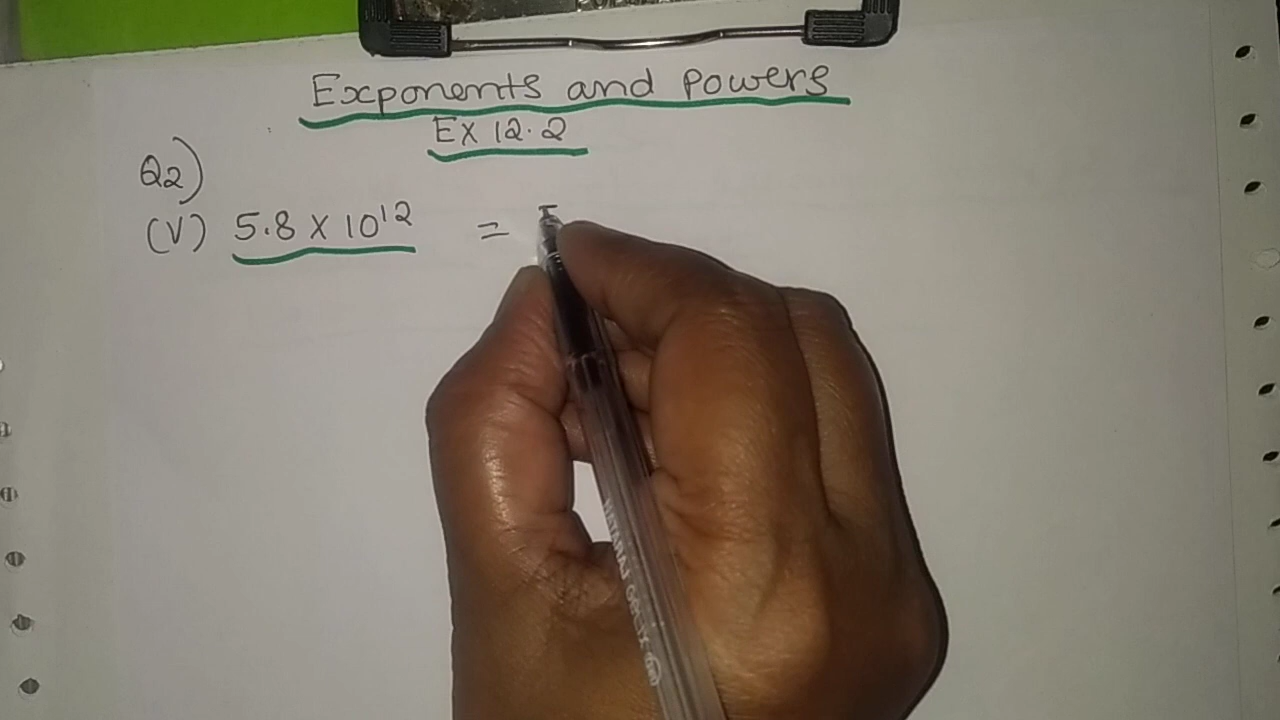 Exponents and powers
EX 12.2
Q2)
(V) 5.8 X 10¹² =